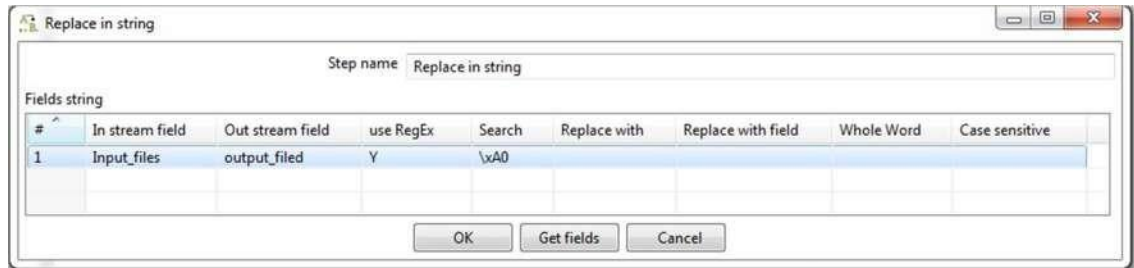 Replace in string
Step name Replace in string
Fields string
# In stream field Out stream field use RegEx Search Replace with Replace with field Whole Word Case sensitive
1 Input_files output_filed Y \xA0
OK Get fields Cancel